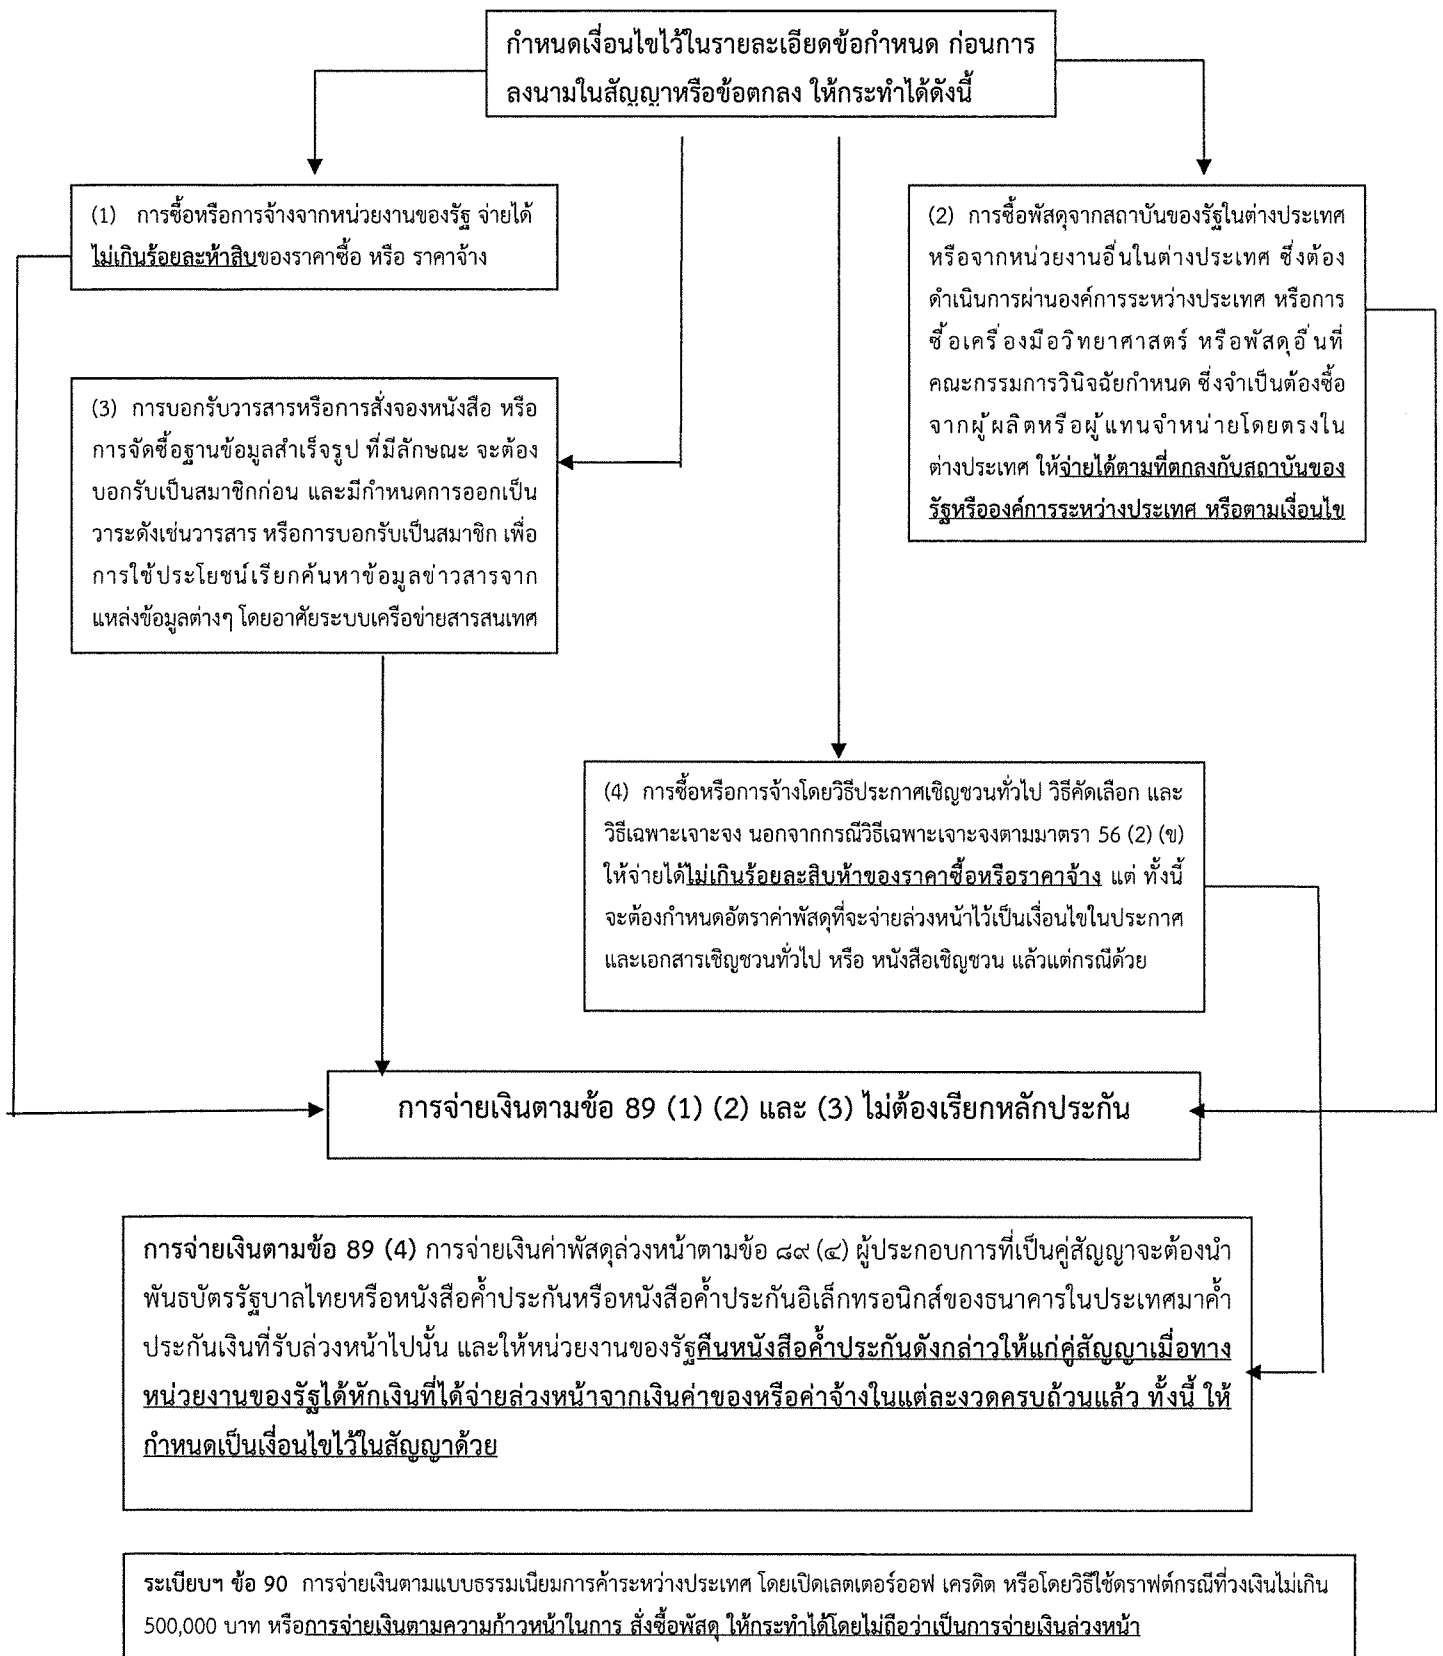 กำหนดเงื่อนไขไว้ในรายละเอียดข้อกำหนด ก่อนการ
ลงนามในสัญญาหรือข้อตกลง ให้กระทำได้ดังนี้
(1) การซื้อหรือการจ้างจากหน่วยงานของรัฐ จ่ายได้
ไม่เกินร้อยละห้าสิบของราคาซื้อ หรือ ราคาจ้าง
(2) การซื้อพัสดุจากสถาบันของรัฐในต่างประเทศ
หรือจากหน่วยงานอื่นในต่างประเทศ ซึ่งต้อง
ดำเนินการผ่านองค์การระหว่างประเทศ หรือการ
ซื้อเครื่องมือวิทยาศาสตร์ หรือพัสดุอื่นที่
คณะกรรมการวินิจฉัยกำหนด ซึ่งจำเป็นต้องซื้อ
จากผู้ผลิตหรือผู้แทนจำหน่ายโดยตรงใน
ต่างประเทศ ให้จ่ายได้ตามที่ตกลงกับสถาบันของ
รัฐหรือองค์การระหว่างประเทศ หรือตามเงื่อนไข
(3) การบอกรับวารสารหรือการสั่งจองหนังสือ หรือ
การจัดซื้อฐานข้อมูลสำเร็จรูป ที่มีลักษณะ จะต้อง
บอกรับเป็นสมาชิกก่อน และมีกำหนดการออกเป็น
วาระดังเช่นวารสาร หรือการบอกรับเป็นสมาชิก เพื่อ
การใช้ประโยชน์เรียกค้นหาข้อมูลข่าวสารจาก
แหล่งข้อมูลต่างๆ โดยอาศัยระบบเครือข่ายสารสนเทศ
(4) การซื้อหรือการจ้างโดยวิธีประกาศเชิญชวนทั่วไป วิธีคัดเลือก และ
วิธีเฉพาะเจาะจง นอกจากกรณีวิธีเฉพาะเจาะจงตามมาตรา 56 (2) (ข)
ให้จ่ายได้ไม่เกินร้อยละสิบห้าของราคาซื้อหรือราคาจ้าง แต่ ทั้งนี้
จะต้องกำหนดอัตราค่าพัสดุที่จะจ่ายล่วงหน้าไว้เป็นเงื่อนไขในประกาศ
และเอกสารเชิญชวนทั่วไป หรือ หนังสือเชิญชวน แล้วแต่กรณีด้วย
การจ่ายเงินตามข้อ 89 (1) (2) และ (3) ไม่ต้องเรียกหลักประกัน
การจ่ายเงินตามข้อ 89 (4) การจ่ายเงินค่าพัสดุล่วงหน้าตามข้อ ๘๙ (๔) ผู้ประกอบการที่เป็นคู่สัญญาจะต้องนำ
พันธบัตรรัฐบาลไทยหรือหนังสือค้ำประกันหรือหนังสือค้ำประกันอิเล็กทรอนิกส์ของธนาคารในประเทศมาค้ำ
ประกันเงินที่รับล่วงหน้าไปนั้น และให้หน่วยงานของรัฐคืนหนังสือค้ำประกันดังกล่าวให้แก่คู่สัญญาเมื่อทาง
หน่วยงานของรัฐได้หักเงินที่ได้จ่ายล่วงหน้าจากเงินค่าของหรือค่าจ้างในแต่ละงวดครบถ้วนแล้ว ทั้งนี้ ให้
กำหนดเป็นเงื่อนไขไว้ในสัญญาด้วย
ระเบียบฯ ข้อ 90 การจ่ายเงินตามแบบธรรมเนียมการค้าระหว่างประเทศ โดยเปิดเลตเตอร์ออฟ เครดิต หรือโดยวิธีใช้ดราฟต์กรณีที่วงเงินไม่เกิน
500,000 บาท หรือการจ่ายเงินตามความก้าวหน้าในการ สั่งซื้อพัสดุ ให้กระทำได้โดยไม่ถือว่าเป็นการจ่ายเงินล่วงหน้า